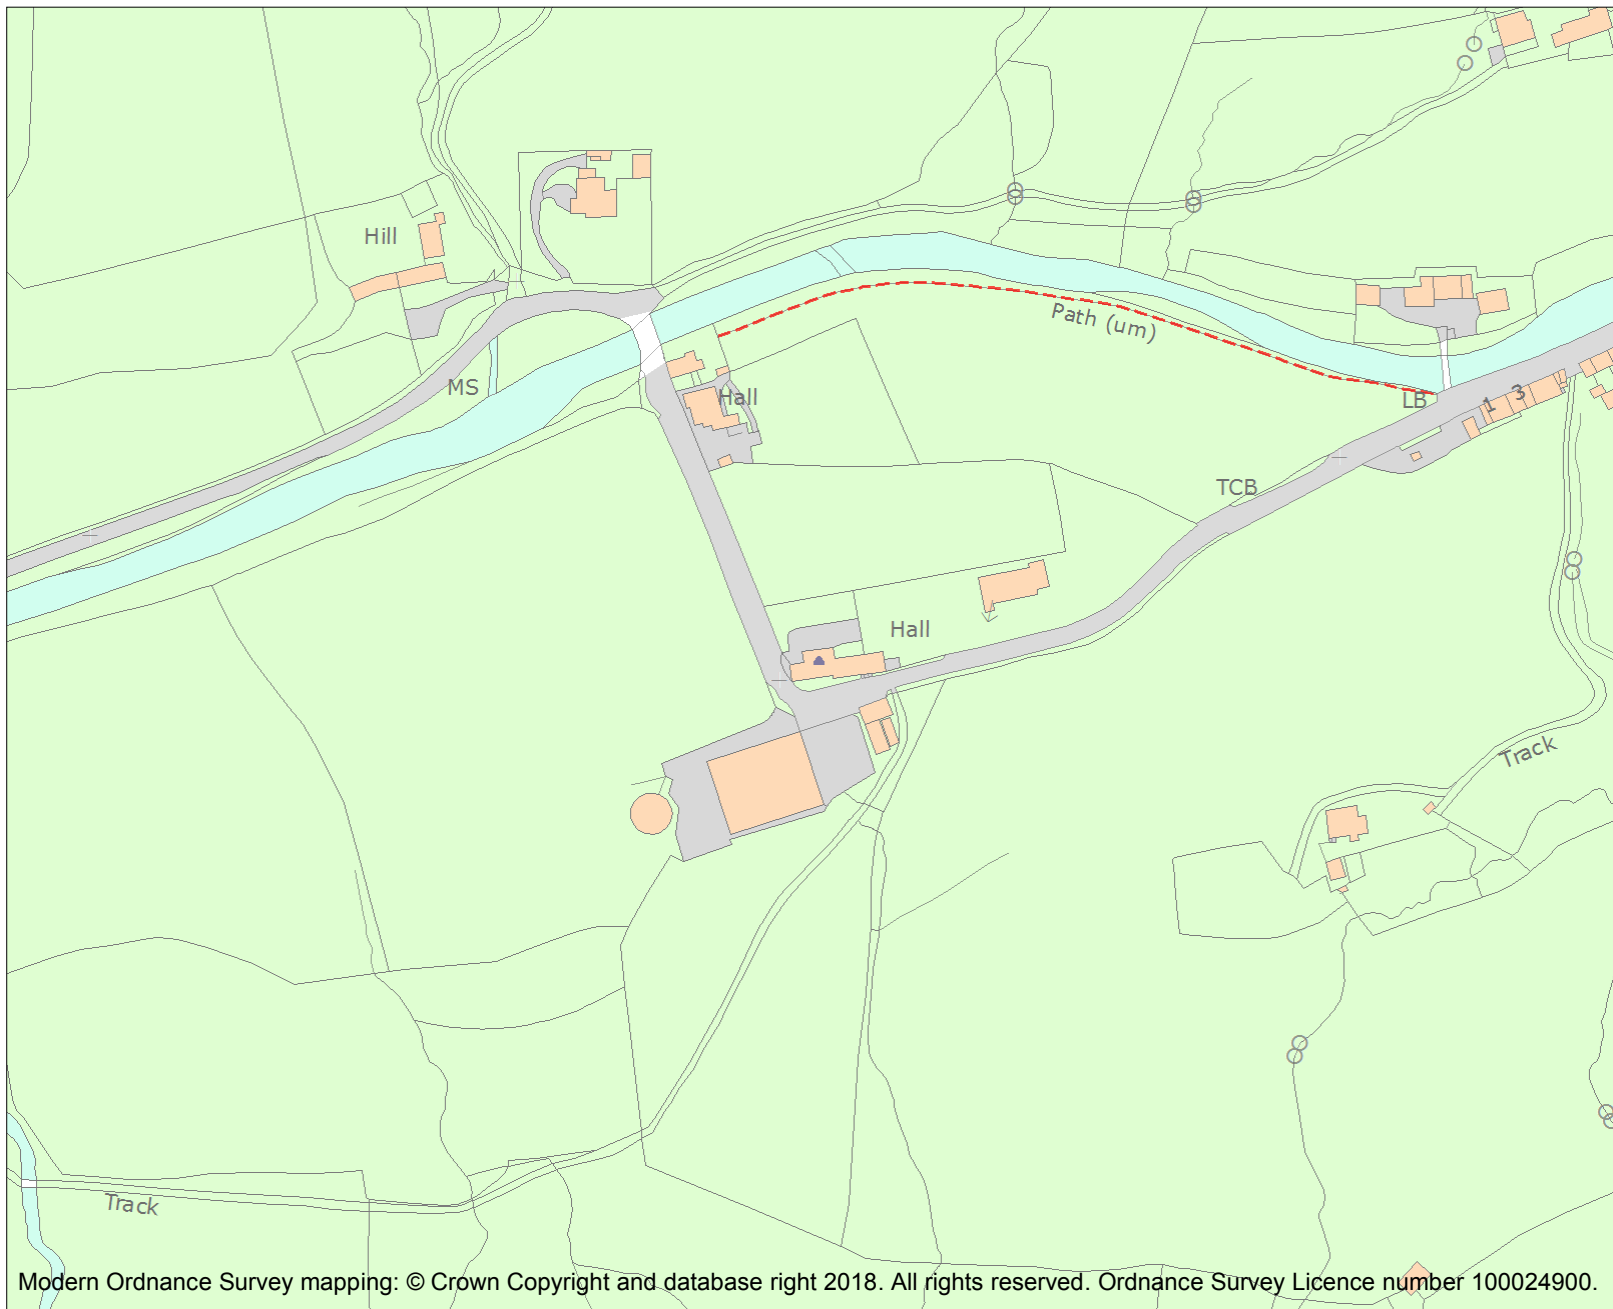 Hill
Path (um)
MS
Hall
LB
1
3
TCB
Hall
Track
Track
Modern Ordnance Survey mapping: © Crown Copyright and database right 2018. All rights reserved. Ordnance Survey Licence number 100024900.